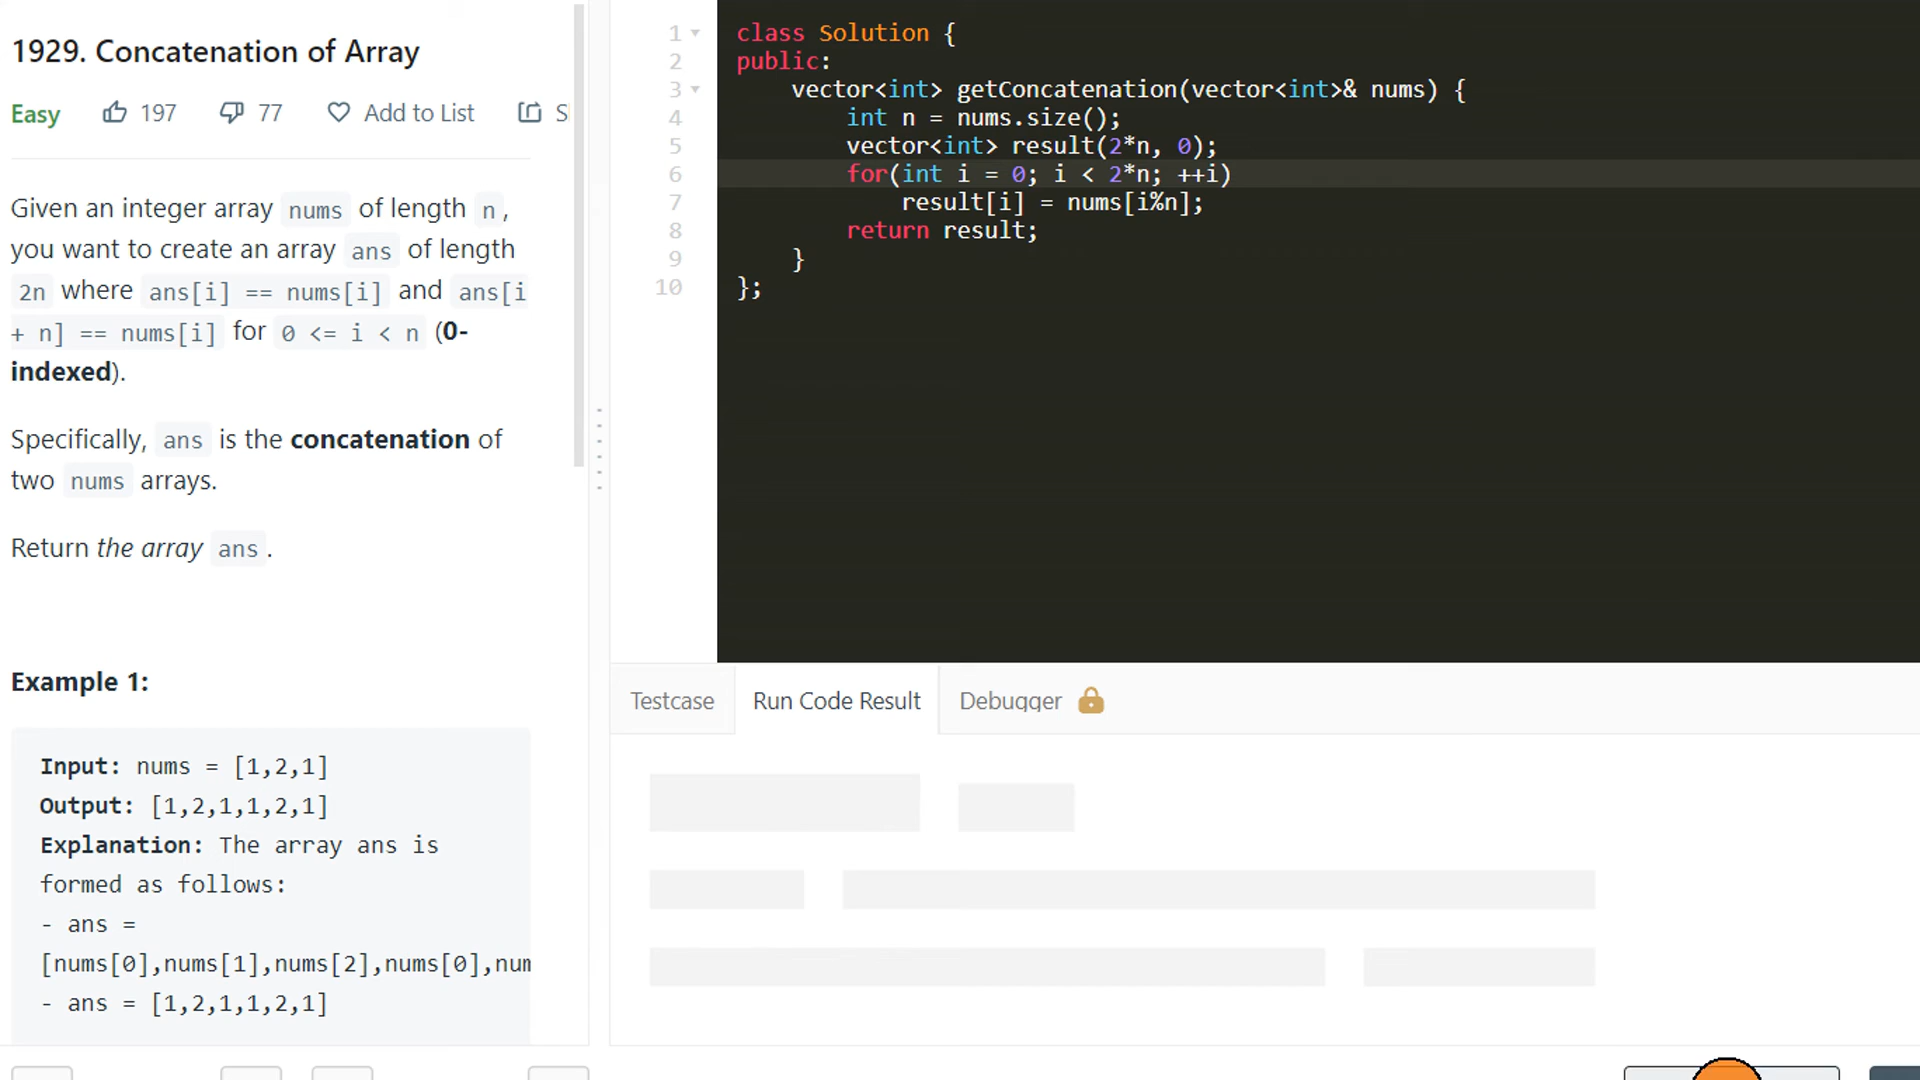 1929. Concatenation of Array
Easy 197 77 Add to List S
Given an integer array nums of length n,
you want to create an array ans of length
2n where ans[i] == nums[i] and ans[i
+ n] == nums[i] for 0 <= i < n (0-
indexed).
Specifically, ans is the concatenation of
two nums arrays.
Return the array ans.
Example 1:
Input: nums = [1,2,1]
Output: [1,2,1,1,2,1]
Explanation: The array ans is
formed as follows:
- ans =
[nums[0],nums[1],nums[2],nums[0],num
- ans = [1,2,1,1,2,1]
1 class Solution {
2 public:
3 vector<int> getConcatenation(vector<int>& nums) {
4 int n = nums.size();
5 vector<int> result(2*n, 0);
6 for(int i = 0; i < 2*n; ++i)
7 result[i] = nums[i%n];
8 return result;
9 }
10 };
Testcase Run Code Result Debugger